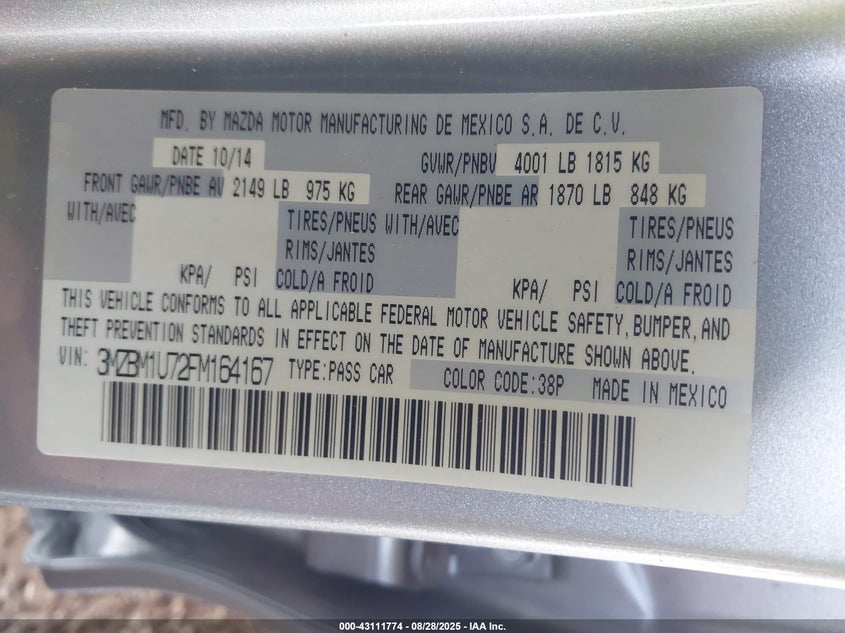 MFD. BY MAZDA MOTOR MANUFACTURING DE MEXICO S.A. DE C.V.
DATE 10/14 GVWR/PNBV 4001 LB 1815 KG
FRONT GAWR/PNBE AV 2149 LB 975 KG REAR GAWR/PNBE AR 1870 LB 848 KG
WITH/AVEC TIRES/PNEUS WITH/AVEC TIRES/PNEUS
RIMS/JANTES RIMS/JANTES
KPA/ PSI COLD/A FROID KPA/ PSI COLD/A FROID
THIS VEHICLE CONFORMS TO ALL APPLICABLE FEDERAL MOTOR VEHICLE SAFETY, BUMPER, AND
THEFT PREVENTION STANDARDS IN EFFECT ON THE DATE OF MANUFACTURE SHOWN ABOVE.
VIN: 3MZBM1U72FM164167 TYPE:PASS CAR COLOR CODE:38P MADE IN MEXICO
000-43111774 | 08/28/2025 | IAA Inc.